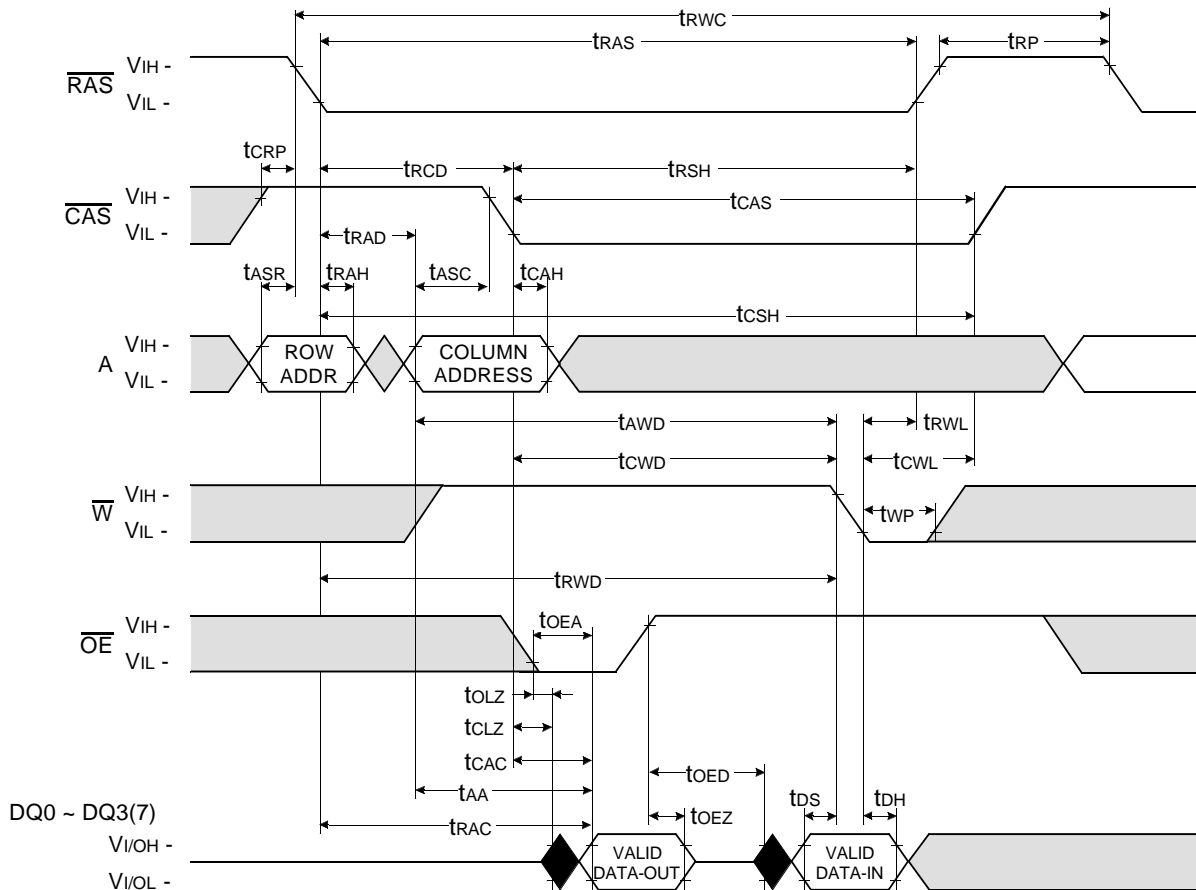 tRWC
tRAS
tRP
RAS
VIH -
VIL -
tCRP
tRCD
tRSH
CAS
VIH -
VIL -
tCAS
tRAD
tASR
tRAH
tASC
tCAH
tCSH
A
VIH -
VIL -
ROW
ADDR
COLUMN
ADDRESS
tAWD
tRWL
tCWD
tCWL
W
VIH -
VIL -
tWP
tRWD
OE
VIH -
VIL -
tOEA
tOLZ
tCLZ
tCAC
tOED
tAA
tDS
tDH
tOEZ
DQ0 ~ DQ3(7)
tRAC
VI/OH -
VI/OL -
VALID
DATA-OUT
VALID
DATA-IN